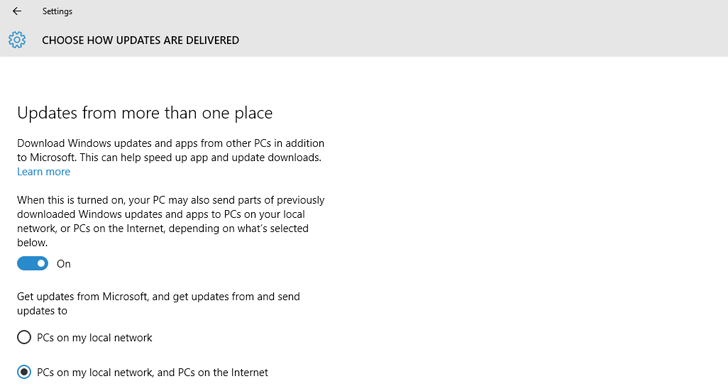 Settings
CHOOSE HOW UPDATES ARE DELIVERED
Updates from more than one place
Download Windows updates and apps from other PCs in addition
to Microsoft. This can help speed up app and update downloads.
Learn more
When this is turned on, your PC may also send parts of previously
downloaded Windows updates and apps to PCs on your local
network, or PCs on the Internet, depending on what's selected
below.
On
Get updates from Microsoft, and get updates from and send
updates to
PCs on my local network
PCs on my local network, and PCs on the Internet